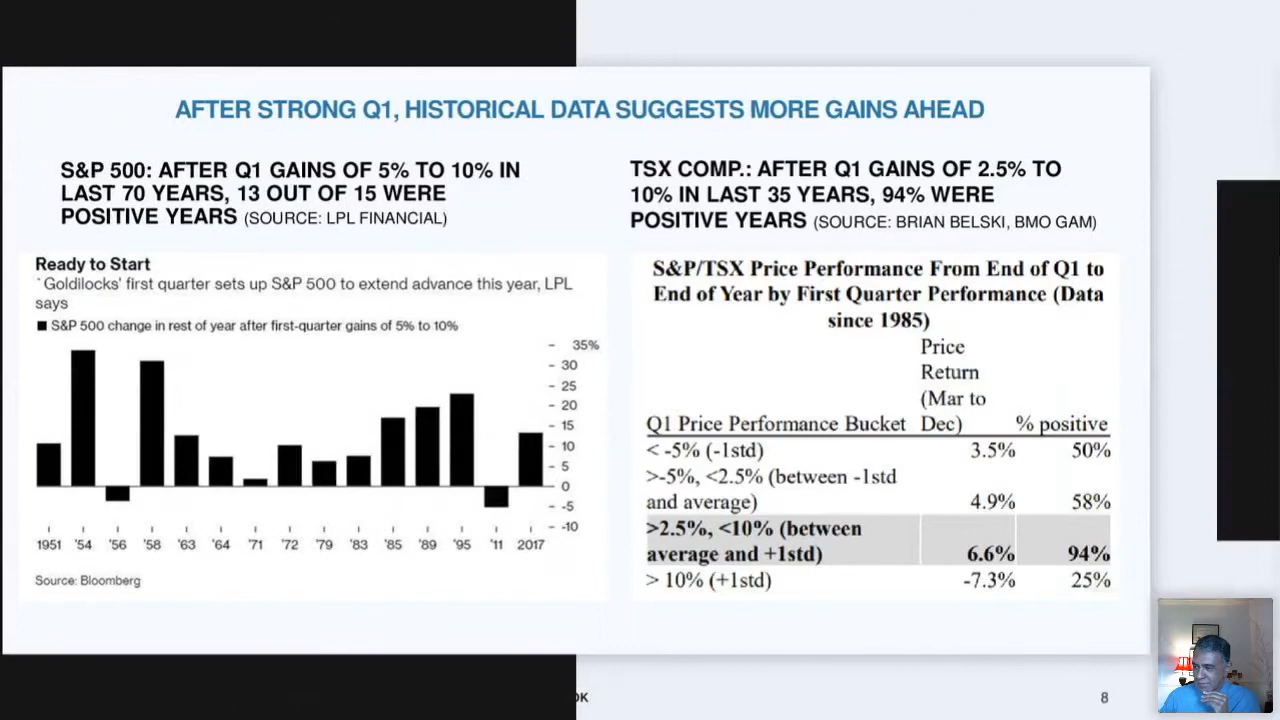 AFTER STRONG Q1, HISTORICAL DATA SUGGESTS MORE GAINS AHEAD
S&P 500: AFTER Q1 GAINS OF 5% TO 10% IN
LAST 70 YEARS, 13 OUT OF 15 WERE
POSITIVE YEARS (SOURCE: LPL FINANCIAL)
Ready to Start
`Goldilocks' first quarter sets up S&P 500 to extend advance this year, LPL
says
S&P 500 change in rest of year after first-quarter gains of 5% to 10%
35%
30
25
20
15
10
5
0
-5
-10
1951 '54 '56 '58 '63 '64 '71 '72 '79 '83 '85 '89 '95 '11 2017
Source: Bloomberg
TSX COMP.: AFTER Q1 GAINS OF 2.5% TO
10% IN LAST 35 YEARS, 94% WERE
POSITIVE YEARS (SOURCE: BRIAN BELSKI, BMO GAM)
S&P/TSX Price Performance From End of Q1 to
End of Year by First Quarter Performance (Data
since 1985)
Price
Return
(Mar to
Q1 Price Performance Bucket Dec) % positive
< -5% (-1std) 3.5% 50%
>-5%, <2.5% (between -1std
and average) 4.9% 58%
>2.5%, <10% (between
average and +1std) 6.6% 94%
> 10% (+1std) -7.3% 25%
8